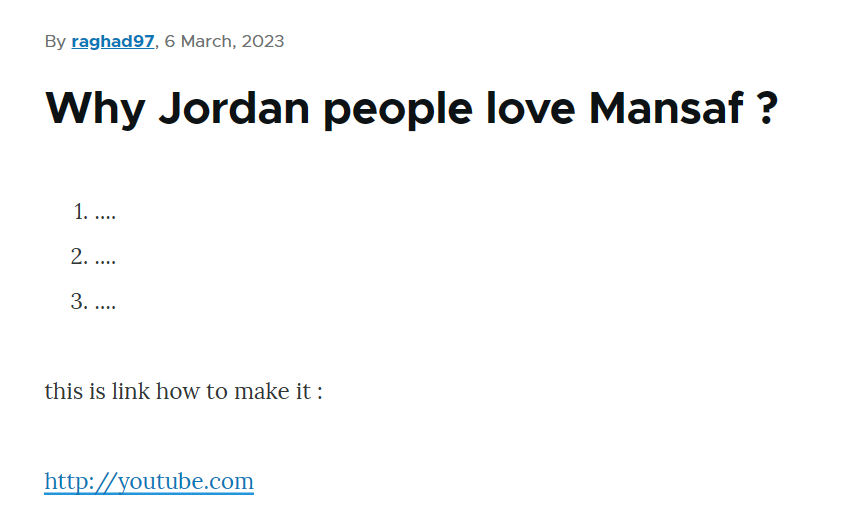 By raghad97, 6 March, 2023
Why Jordan people love Mansaf ?
1. ....
2. ....
3. ....
this is link how to make it :
http://youtube.com